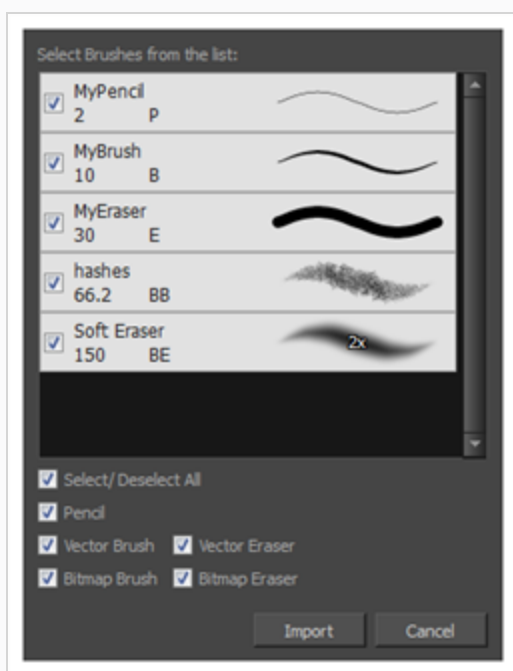 Select Brushes from the list:
MyPencil
2 P
MyBrush
10 B
MyEraser
30 E
hashes
66.2 BB
Soft Eraser
150 BE
2x
Select/Deselect All
Pencil
Vector Brush Vector Eraser
Bitmap Brush Bitmap Eraser
Import Cancel